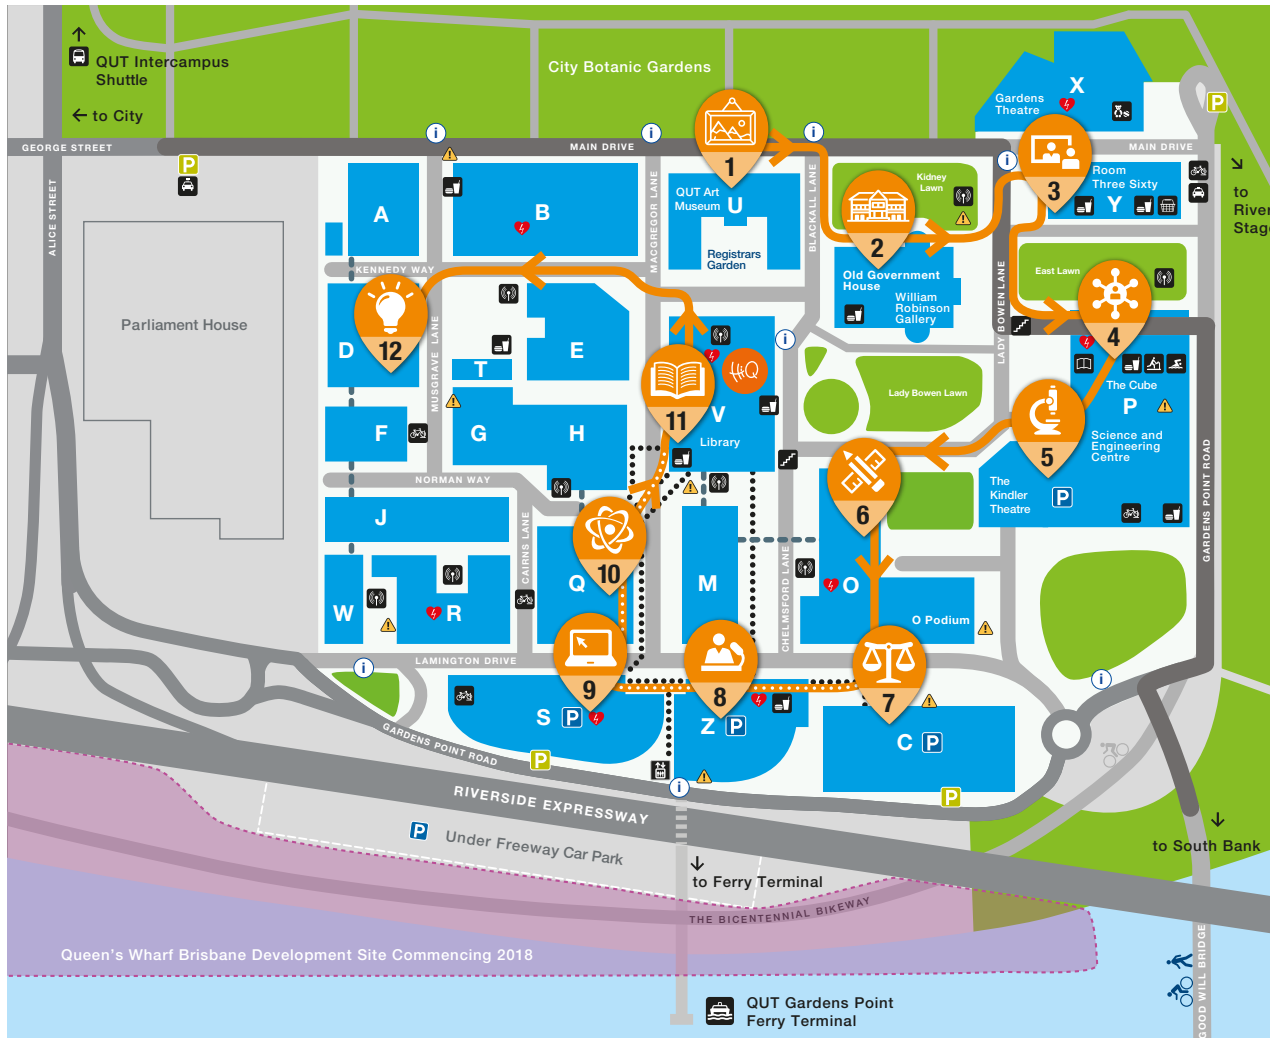 QUT Intercampus
Shuttle
to City
City Botanic Gardens
GEORGE STREET
MAIN DRIVE
MAIN DRIVE
ALICE STREET
P
i
i
i
i
1
2
3
X
Gardens
Theatre
$s
P
to
River
Stage
Room
Three Sixty
Y
A
B
QUT Art
Museum
U
Registrars
Garden
MACGREGOR LANE
BLACKALL LANE
Kidney
Lawn
Old Government
House
William
Robinson
Gallery
LADY BOWEN LANE
East Lawn
4
KENNEDY WAY
Parliament House
12
D
MUSGRAVE LANE
E
T
F
G
H
11
HiQ
V
Library
i
Lady Bowen Lawn
The Cube
P
Science and
Engineering
Centre
5
The
Kindler
Theatre
P
GARDENS POINT ROAD
6
NORMAN WAY
J
CAIRNS LANE
10
Q
M
CHELMSFORD LANE
O
O Podium
W
R
LAMINGTON DRIVE
i
9
8
7
S
P
Z
P
C
P
i
GARDENS POINT ROAD
P
i
P
RIVERSIDE EXPRESSWAY
P
Under Freeway Car Park
to Ferry Terminal
to South Bank
THE BICENTENNIAL BIKEWAY
Queen's Wharf Brisbane Development Site Commencing 2018
QUT Gardens Point
Ferry Terminal
GOOD WILL BRIDGE